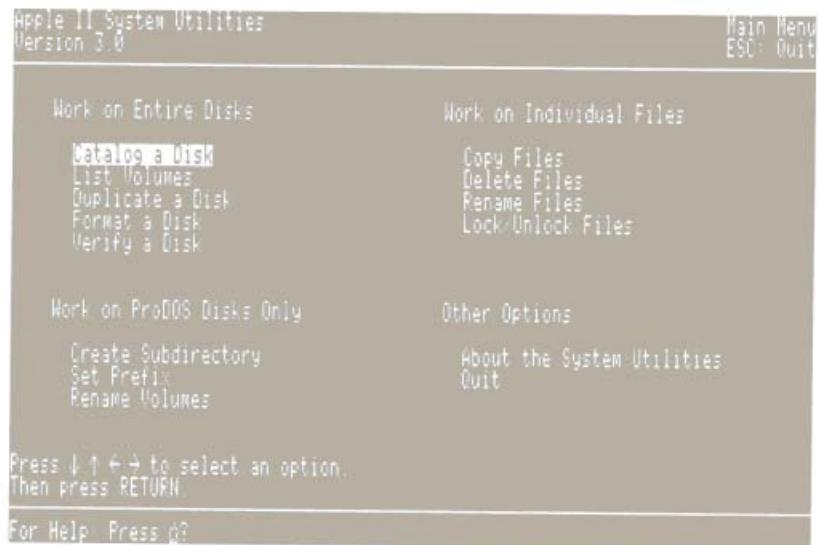 Apple II System Utilities
Version 3.0
Main Menu
ESC: Quit
Work on Entire Disks
Catalog a Disk
List Volumes
Duplicate a Disk
Format a Disk
Verify a Disk
Work on Individual Files
Copy Files
Delete Files
Rename Files
Lock/Unlock Files
Work on ProDOS Disks Only
Create Subdirectory
Set Prefix
Rename Volumes
Other Options
About the System Utilities
Quit
Press ↓ ↑ ← → to select an option.
Then press RETURN.
For Help: Press ⌂?